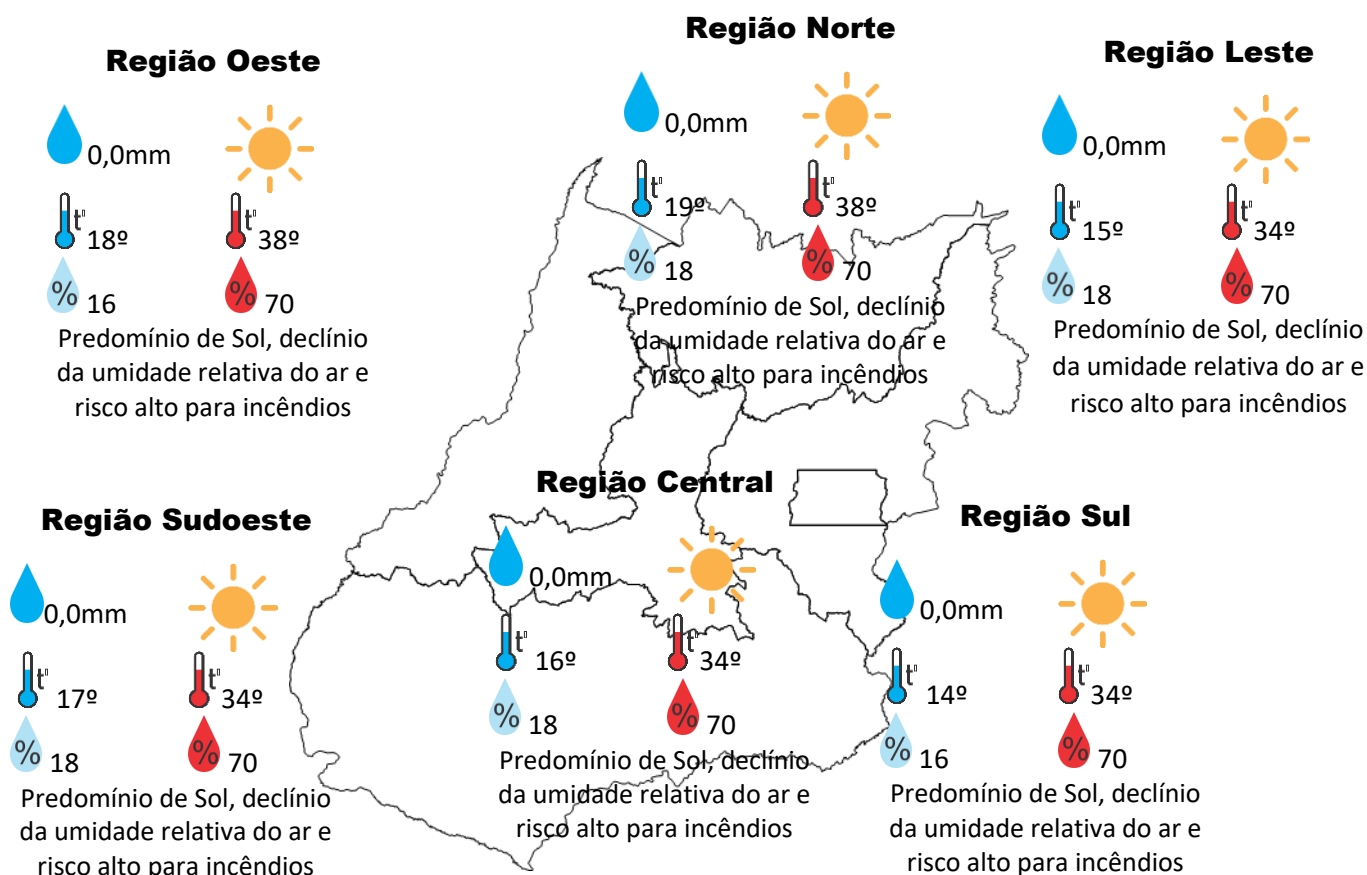 Região Oeste
0,0mm
t°
18º
t°
38º
%
16
%
70
Predomínio de Sol, declínio
da umidade relativa do ar e
risco alto para incêndios
Região Norte
0,0mm
t°
19º
t°
38º
%
18
%
70
Predomínio de Sol, declínio
da umidade relativa do ar e
risco alto para incêndios
Região Leste
0,0mm
t°
15º
t°
34º
%
18
%
70
Predomínio de Sol, declínio
da umidade relativa do ar e
risco alto para incêndios
Região Sudoeste
0,0mm
t°
17º
t°
34º
%
18
%
70
Predomínio de Sol, declínio
da umidade relativa do ar e
risco alto para incêndios
Região Central
0,0mm
t°
16º
t°
34º
%
18
%
70
Predomínio de Sol, declínio
da umidade relativa do ar e
risco alto para incêndios
Região Sul
0,0mm
t°
14º
t°
34º
%
16
%
70
Predomínio de Sol, declínio
da umidade relativa do ar e
risco alto para incêndios